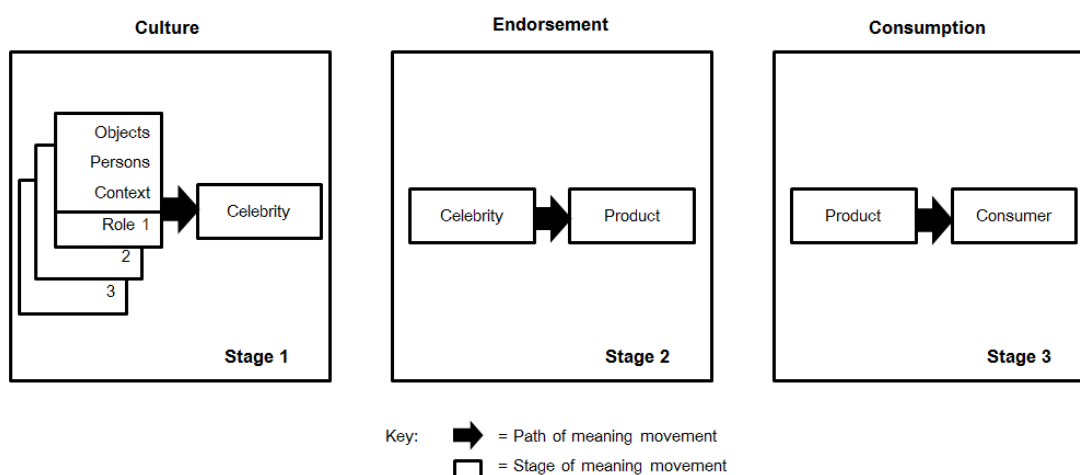 Culture
Endorsement
Consumption
Objects
Persons
Context
Role 1
2
3
Celebrity
Stage 1
Celebrity
Product
Stage 2
Product
Consumer
Stage 3
Key:
= Path of meaning movement
= Stage of meaning movement